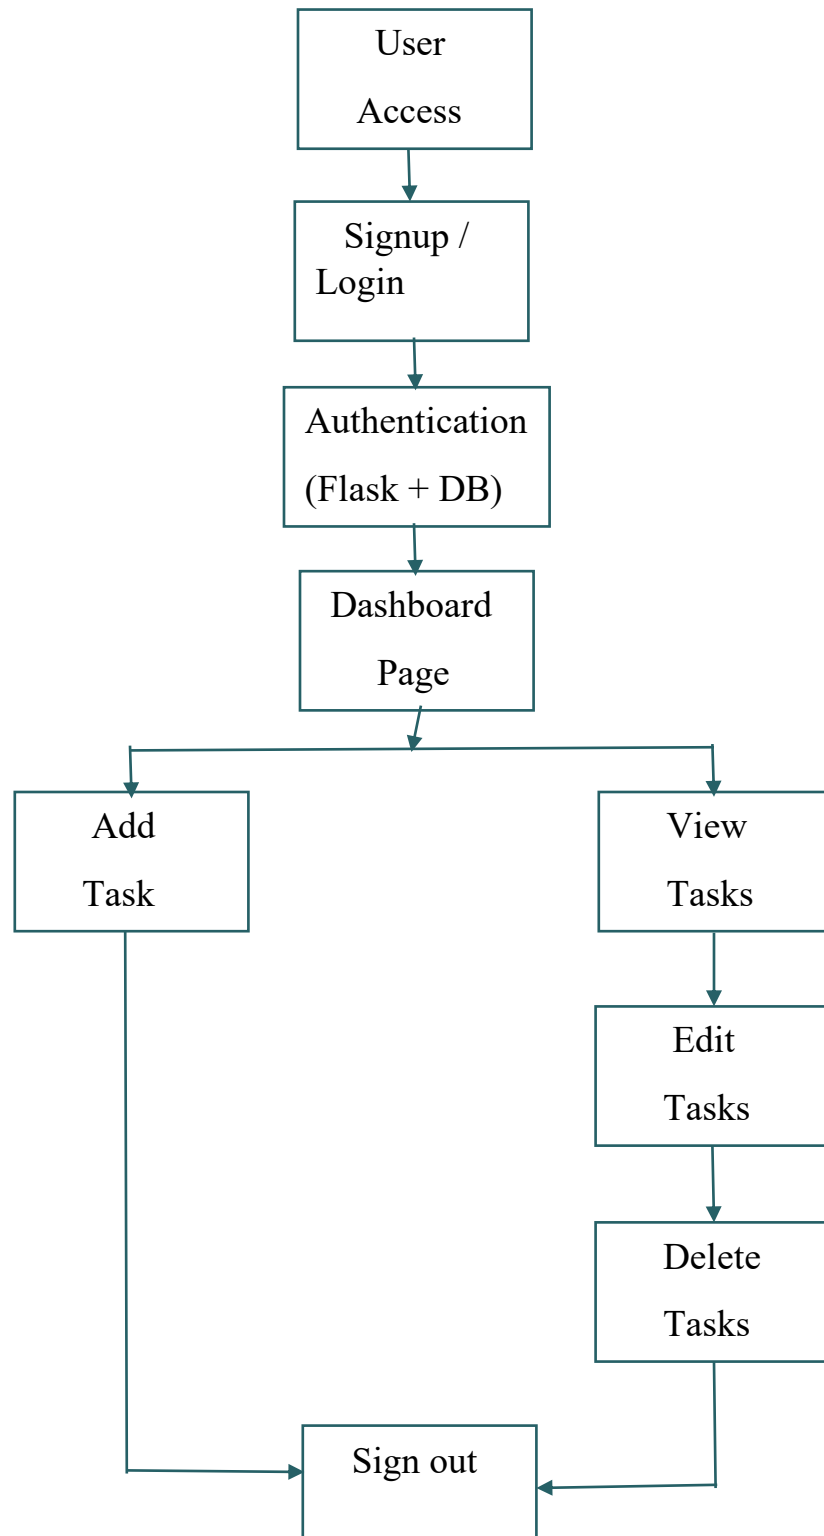 User
Access
Signup /
Login
Authentication
(Flask + DB)
Dashboard
Page
Add
Task
View
Tasks
Edit
Tasks
Delete
Tasks
Sign out